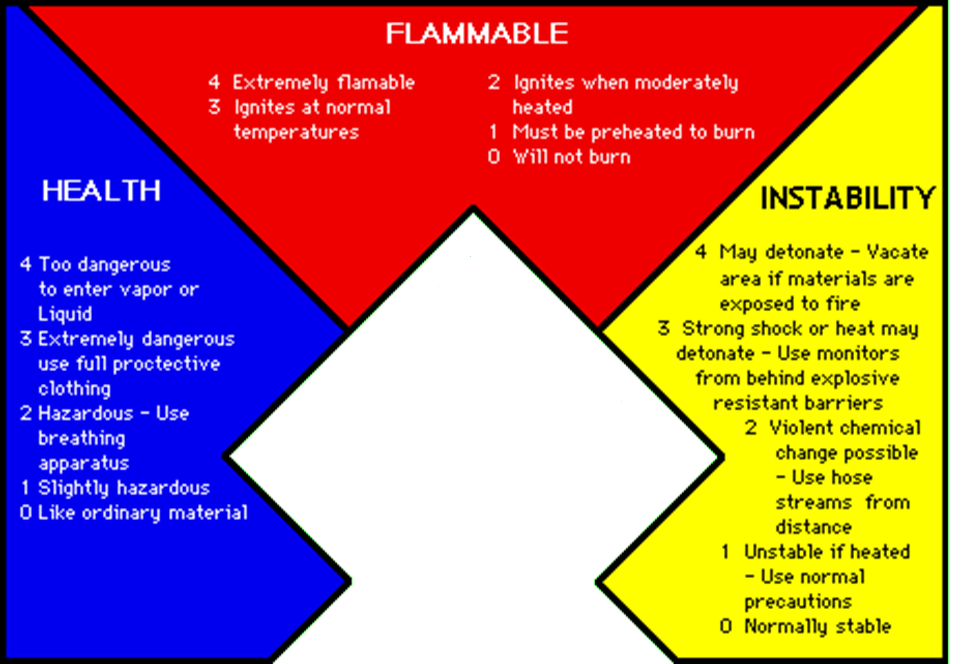 FLAMMABLE
4 Extremely flamable
3 Ignites at normal
temperatures
2 Ignites when moderately
heated
1 Must be preheated to burn
0 Will not burn
HEALTH
4 Too dangerous
to enter vapor or
Liquid
3 Extremely dangerous
use full proctective
clothing
2 Hazardous - Use
breathing
apparatus
1 Slightly hazardous
0 Like ordinary material
INSTABILITY
4 May detonate - Vacate
area if materials are
exposed to fire
3 Strong shock or heat may
detonate - Use monitors
from behind explosive
resistant barriers
2 Violent chemical
change possible
- Use hose
streams from
distance
1 Unstable if heated
- Use normal
precautions
0 Normally stable